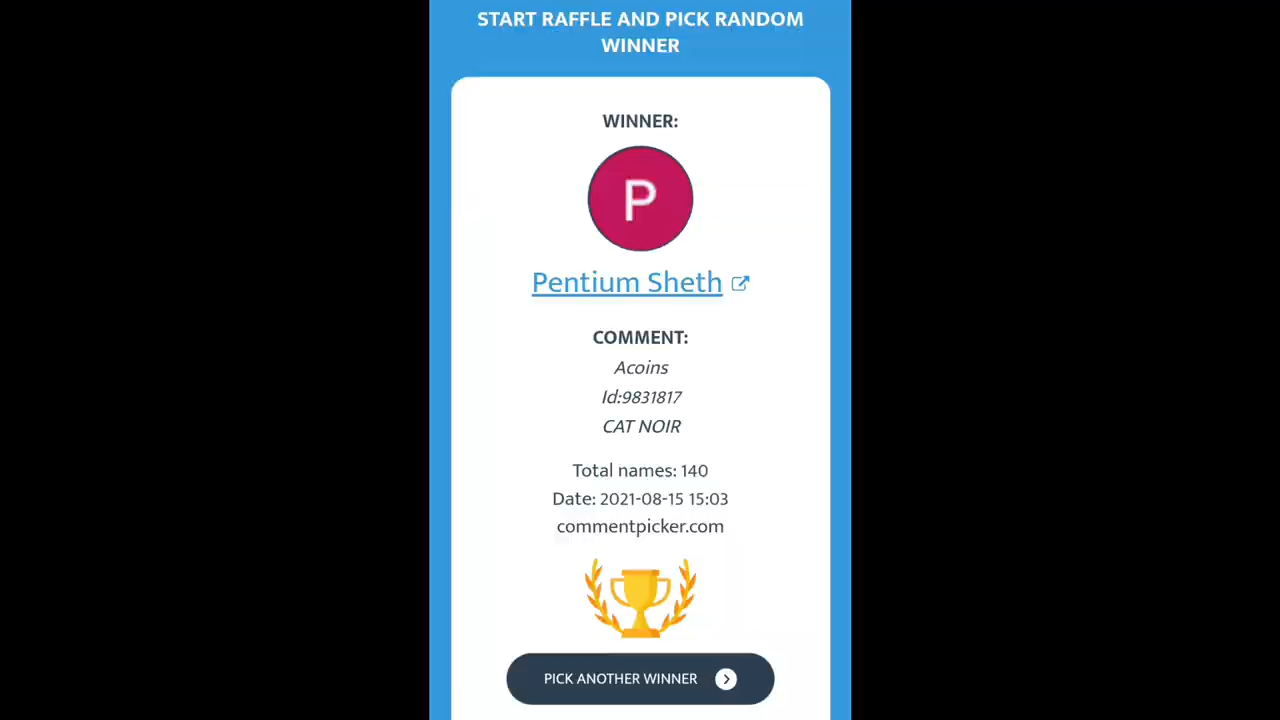 START RAFFLE AND PICK RANDOM
WINNER
WINNER:
P
Pentium Sheth
COMMENT:
Acoins
Id:9831817
CAT NOIR
Total names: 140
Date: 2021-08-15 15:03
commentpicker.com
PICK ANOTHER WINNER